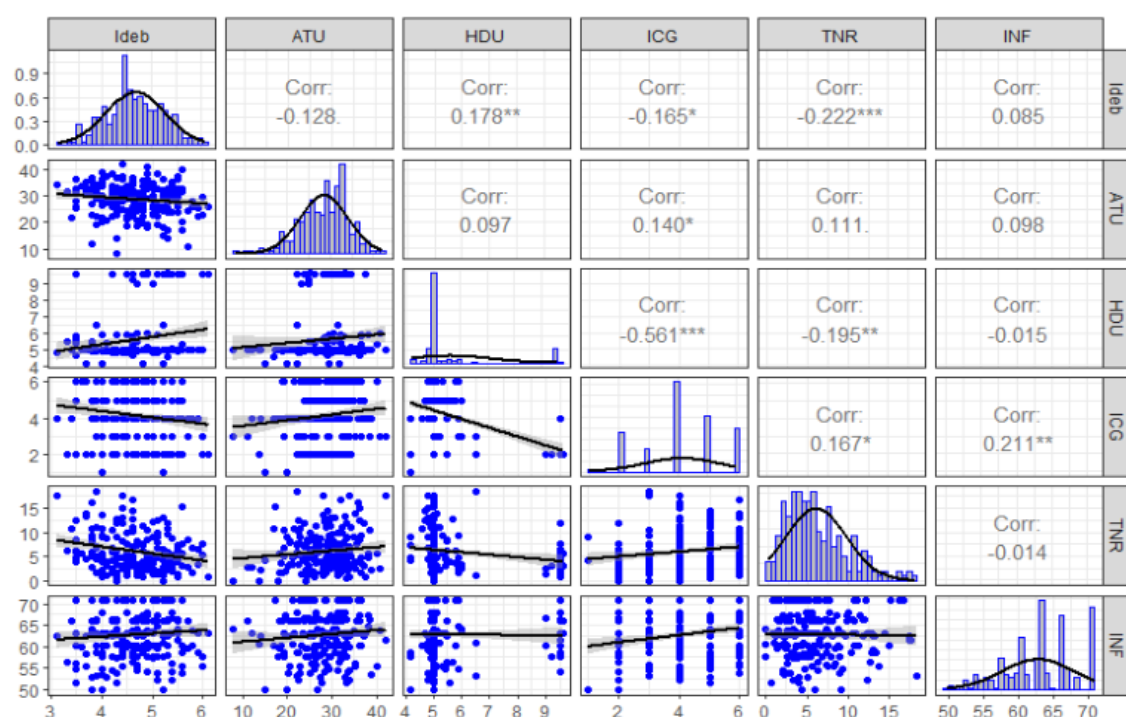 Ideb ATU HDU ICG TNR INF
0.9
0.6
0.3
0.0
Corr:
-0.128.
Corr:
0.178**
Corr:
-0.165*
Corr:
-0.222***
Corr:
0.085
Ideb
40
30
20
10
Corr:
0.097
Corr:
0.140*
Corr:
0.111.
Corr:
0.098
ATU
9
8
7
6
5
4
Corr:
-0.561***
Corr:
-0.195**
Corr:
-0.015
HDU
6
4
2
Corr:
0.167*
Corr:
0.211**
ICG
15
10
5
0
Corr:
-0.014
TNR
70
65
60
55
50
INF
3 4 5 6 10 20 30 40 4 5 6 7 8 9 2 4 6 0 5 10 15 50 55 60 65 70